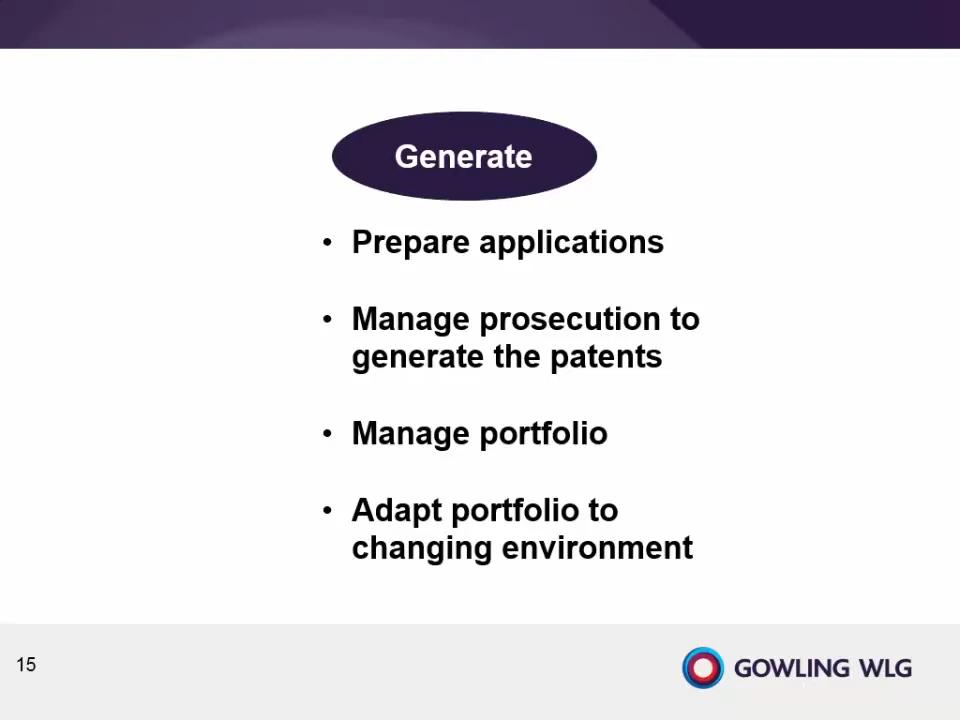 Generate
• Prepare applications
• Manage prosecution to
generate the patents
• Manage portfolio
• Adapt portfolio to
changing environment
15
GOWLING WLG